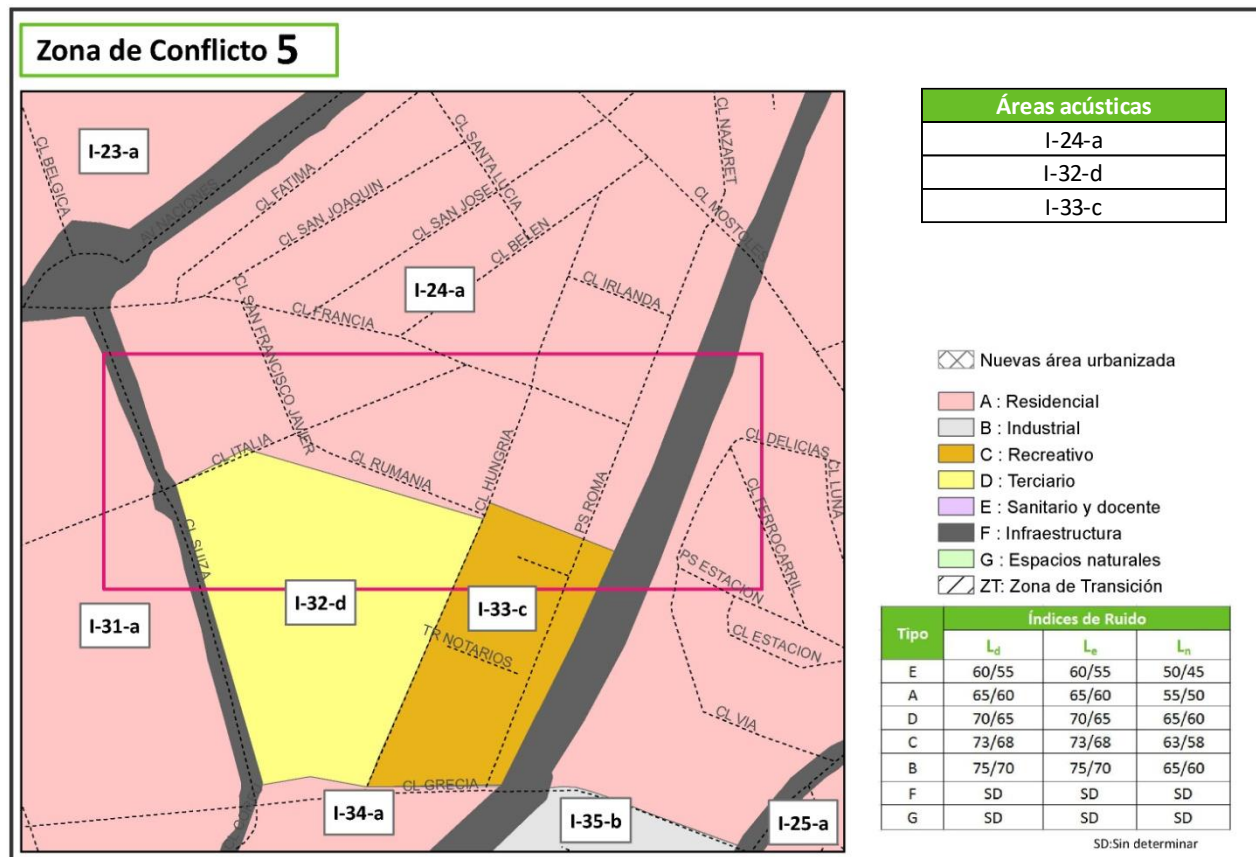 Zona de Conflicto 5
Áreas acústicas
I-24-a
I-32-d
I-33-c
I-23-a
CL BELGICA
AV NACIONES
CL FATIMA
CL SAN JOAQUIN
CL SAN JOSE
CL SANTA LUCIA
CL BELEN
CL NAZARET
CL MOSTOLES
I-24-a
CL IRLANDA
CL FRANCIA
CL SAN FRANCISCO JAVIER
CL ITALIA
CL RUMANIA
CL HUNGRIA
PS ROMA
CL DELICIAS
CL LUNA
CL FERROCARRIL
CL SUIZA
PS ESTACION
CL ESTACION
I-31-a
I-32-d
I-33-c
TR NOTARIOS
CL VIA
CL GRECIA
I-34-a
I-35-b
I-25-a
Nuevas área urbanizada
A : Residencial
B : Industrial
C : Recreativo
D : Terciario
E : Sanitario y docente
F : Infraestructura
G : Espacios naturales
ZT: Zona de Transición
Tipo Índices de Ruido
Ld Le Ln
E 60/55 60/55 50/45
A 65/60 65/60 55/50
D 70/65 70/65 65/60
C 73/68 73/68 63/58
B 75/70 75/70 65/60
F SD SD SD
G SD SD SD
SD:Sin determinar